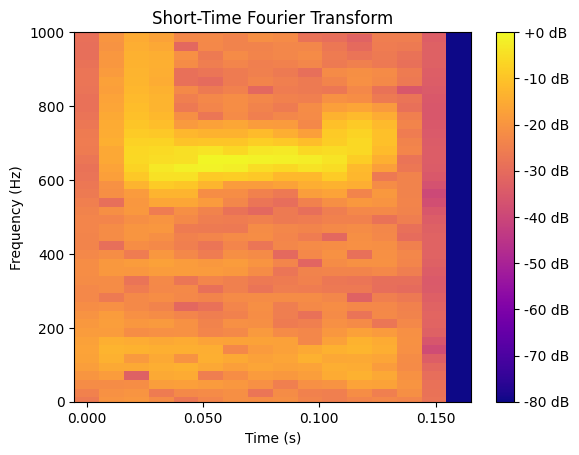 Short-Time Fourier Transform
1000
800
600
400
200
0
Frequency (Hz)
0.000
0.050
0.100
0.150
Time (s)
+0 dB
-10 dB
-20 dB
-30 dB
-40 dB
-50 dB
-60 dB
-70 dB
-80 dB